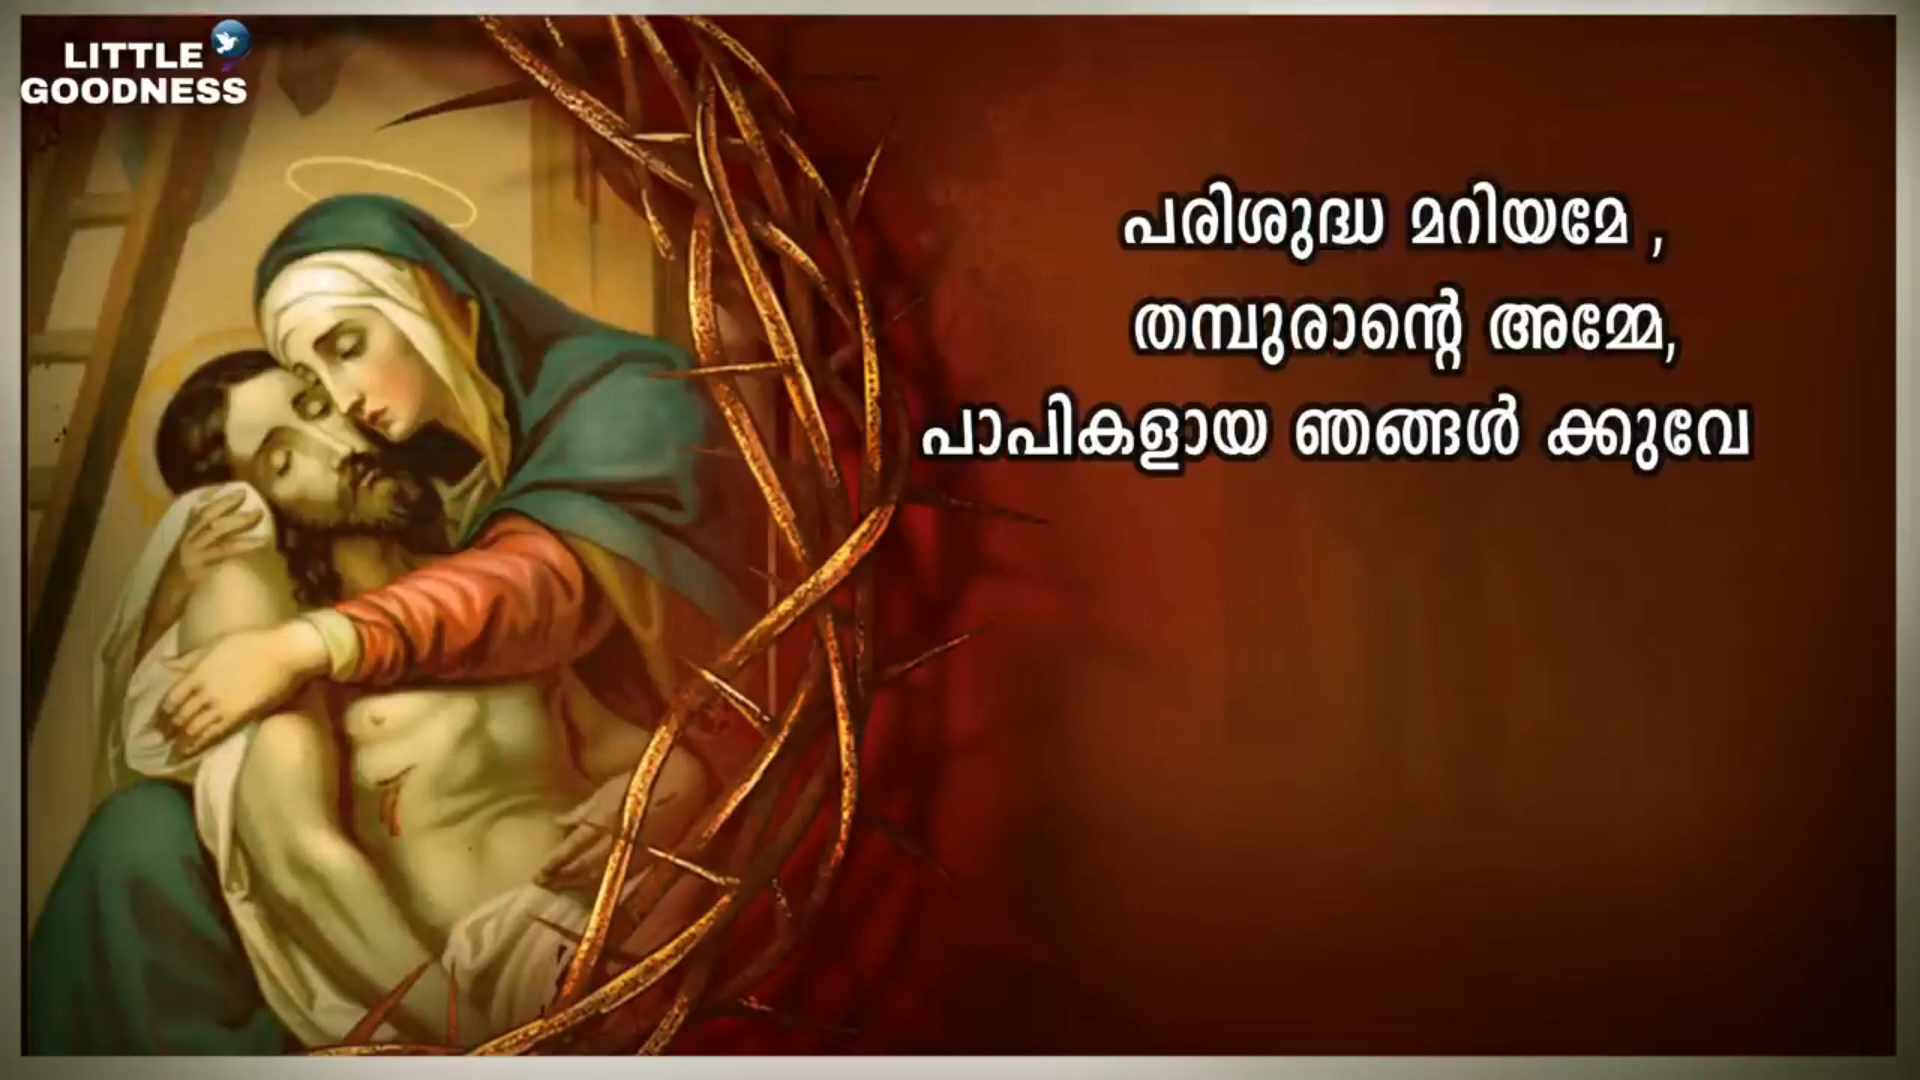 LITTLE
GOODNESS
പരിശുദ്ധ മറിയമേ ,
തമ്പുരാന്റെ അമ്മേ,
പാപികളായ ഞങ്ങൾ ക്കുവേ